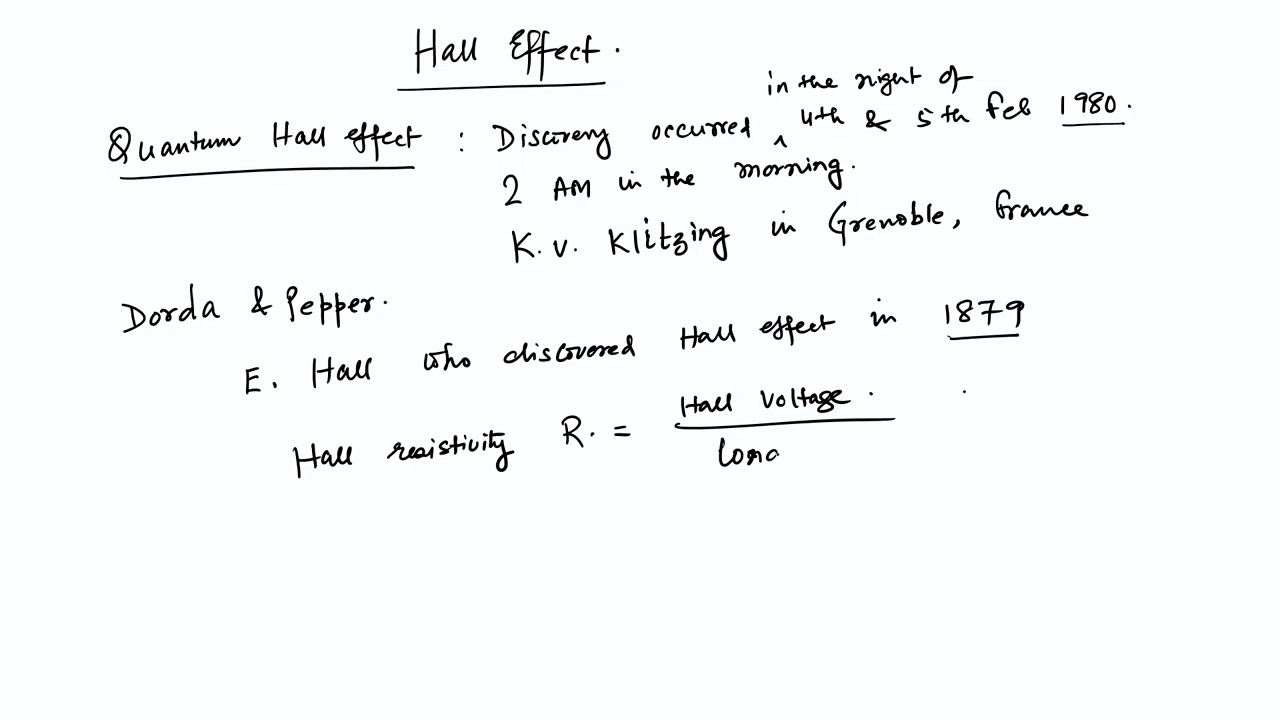 Hall Effect.
Quantum Hall effect : Discovery occurred ^ in the night of 4th & 5th Feb 1980.
2 AM in the morning.
K. v. Klitzing in Grenoble, France
Dorda & Pepper.
E. Hall who discovered Hall effect in 1879
Hall resistivity R. = Hall Voltage.